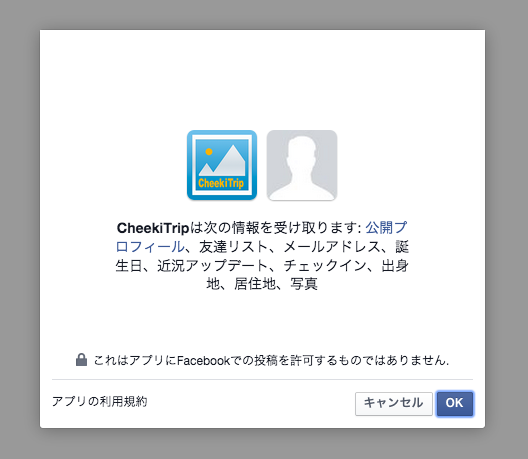 CheekiTrip
CheekiTripは次の情報を受け取ります: 公開プ
ロフィール、友達リスト、メールアドレス、誕
生日、近況アップデート、チェックイン、出身
地、居住地、写真
これはアプリにFacebookでの投稿を許可するものではありません.
アプリの利用規約
キャンセル
OK